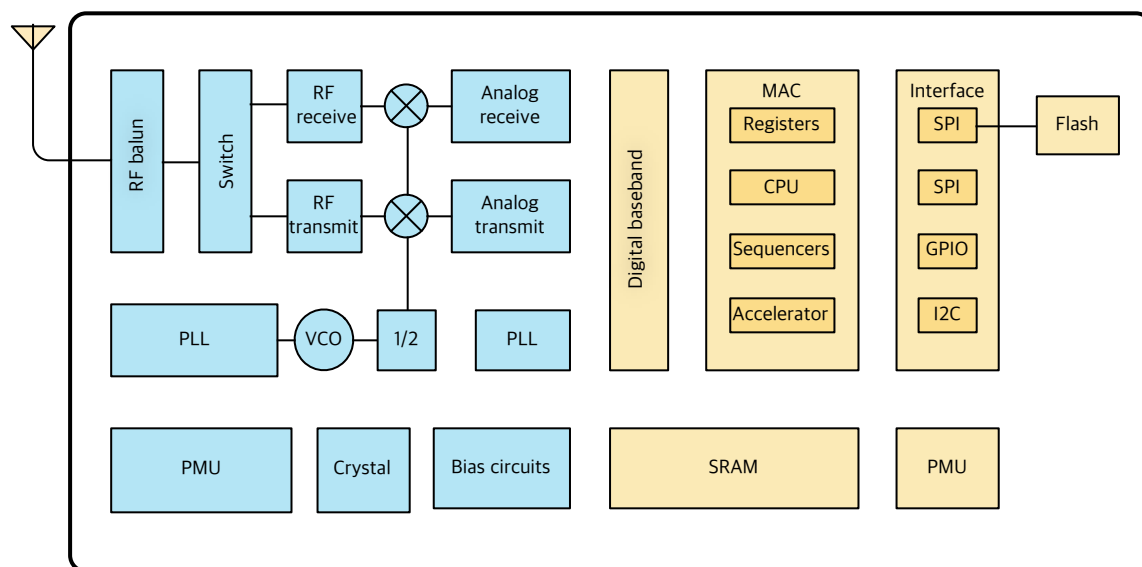 RF balun
Switch
RF
receive
Analog
receive
RF
transmit
Analog
transmit
PLL
VCO
1/2
PLL
PMU
Crystal
Bias circuits
Digital baseband
MAC
Registers
CPU
Sequencers
Accelerator
Interface
SPI
SPI
GPIO
I2C
Flash
SRAM
PMU